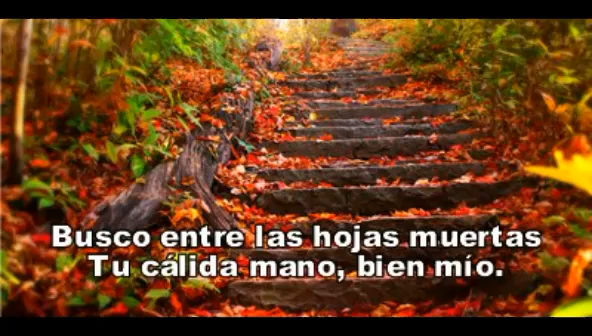 Busco entre las hojas muertas
Tu cálida mano, bien mío.